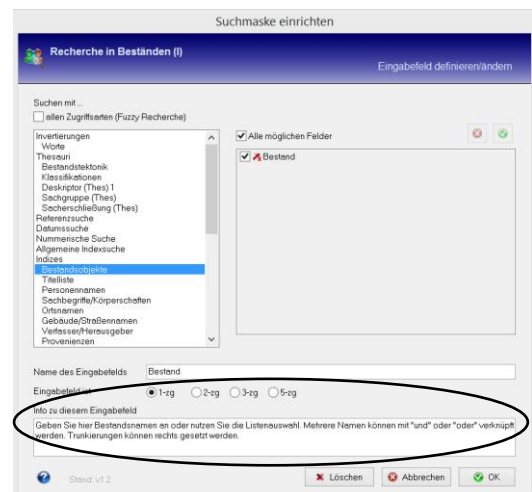 Suchmaske einrichten
Recherche in Beständen (I)
Eingabefeld definieren/ändern
Suchen mit...
allen Zugriffsarten (Fuzzy Recherche)
Invertierungen
Worte
Thesauri
Bestandstektonik
Klassifikationen
Deskriptor (Thes) 1
Sachgruppe (Thes)
Sacherschließung (Thes)
Referenzsuche
Datumssuche
Nummerische Suche
Allgemeine Indexsuche
Indizes
Bestandsobjekte
Titelliste
Personennamen
Sachbegriffe/Körperschaften
Ortsnamen
Gebäude/Straßennamen
Verfasser/Herausgeber
Provenienzen
Alle möglichen Felder
Bestand
Name des Eingabefelds
Bestand
Eingabefeld ist
1-zg 2-zg 3-zg 5-zg
Info zu diesem Eingabefeld
Geben Sie hier Bestandsnamen an oder nutzen Sie die Listenauswahl. Mehrere Namen können mit "und" oder "oder" verknüpft
werden. Trunkierungen können rechts gesetzt werden.
Stand: v1.2
Löschen Abbrechen OK